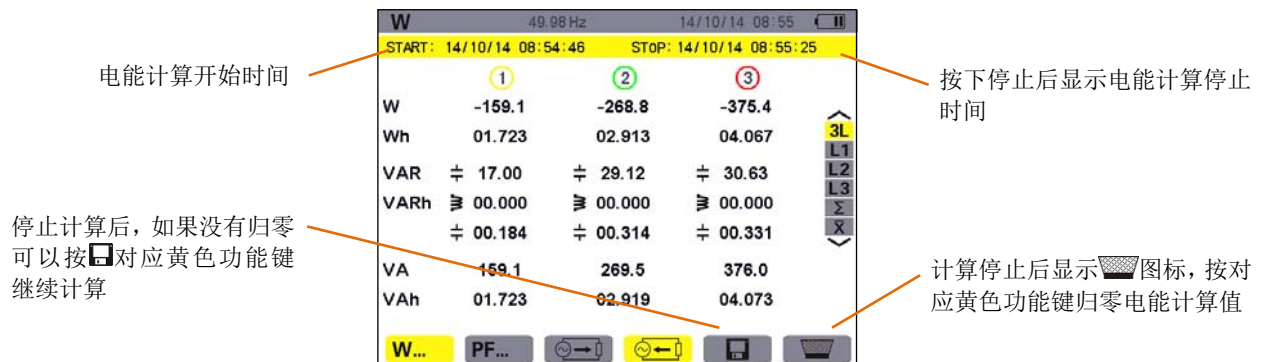 W 49.98 Hz 14/10/14 08:55
START: 14/10/14 08:54:46 STOP: 14/10/14 08:55:25
电能计算开始时间
按下停止后显示电能计算停止
时间
1 2 3
W -159.1 -268.8 -375.4
Wh 01.723 02.913 04.067
VAR 17.00 29.12 30.63
VARh 00.000 00.000 00.000
00.184 00.314 00.331
VA 159.1 269.5 376.0
VAh 01.723 02.919 04.073
3L
L1
L2
L3
Σ
X̄
停止计算后，如果没有归零
可以按对应黄色功能键
继续计算
计算停止后显示图标，按对
应黄色功能键归零电能计算值
W... PF...